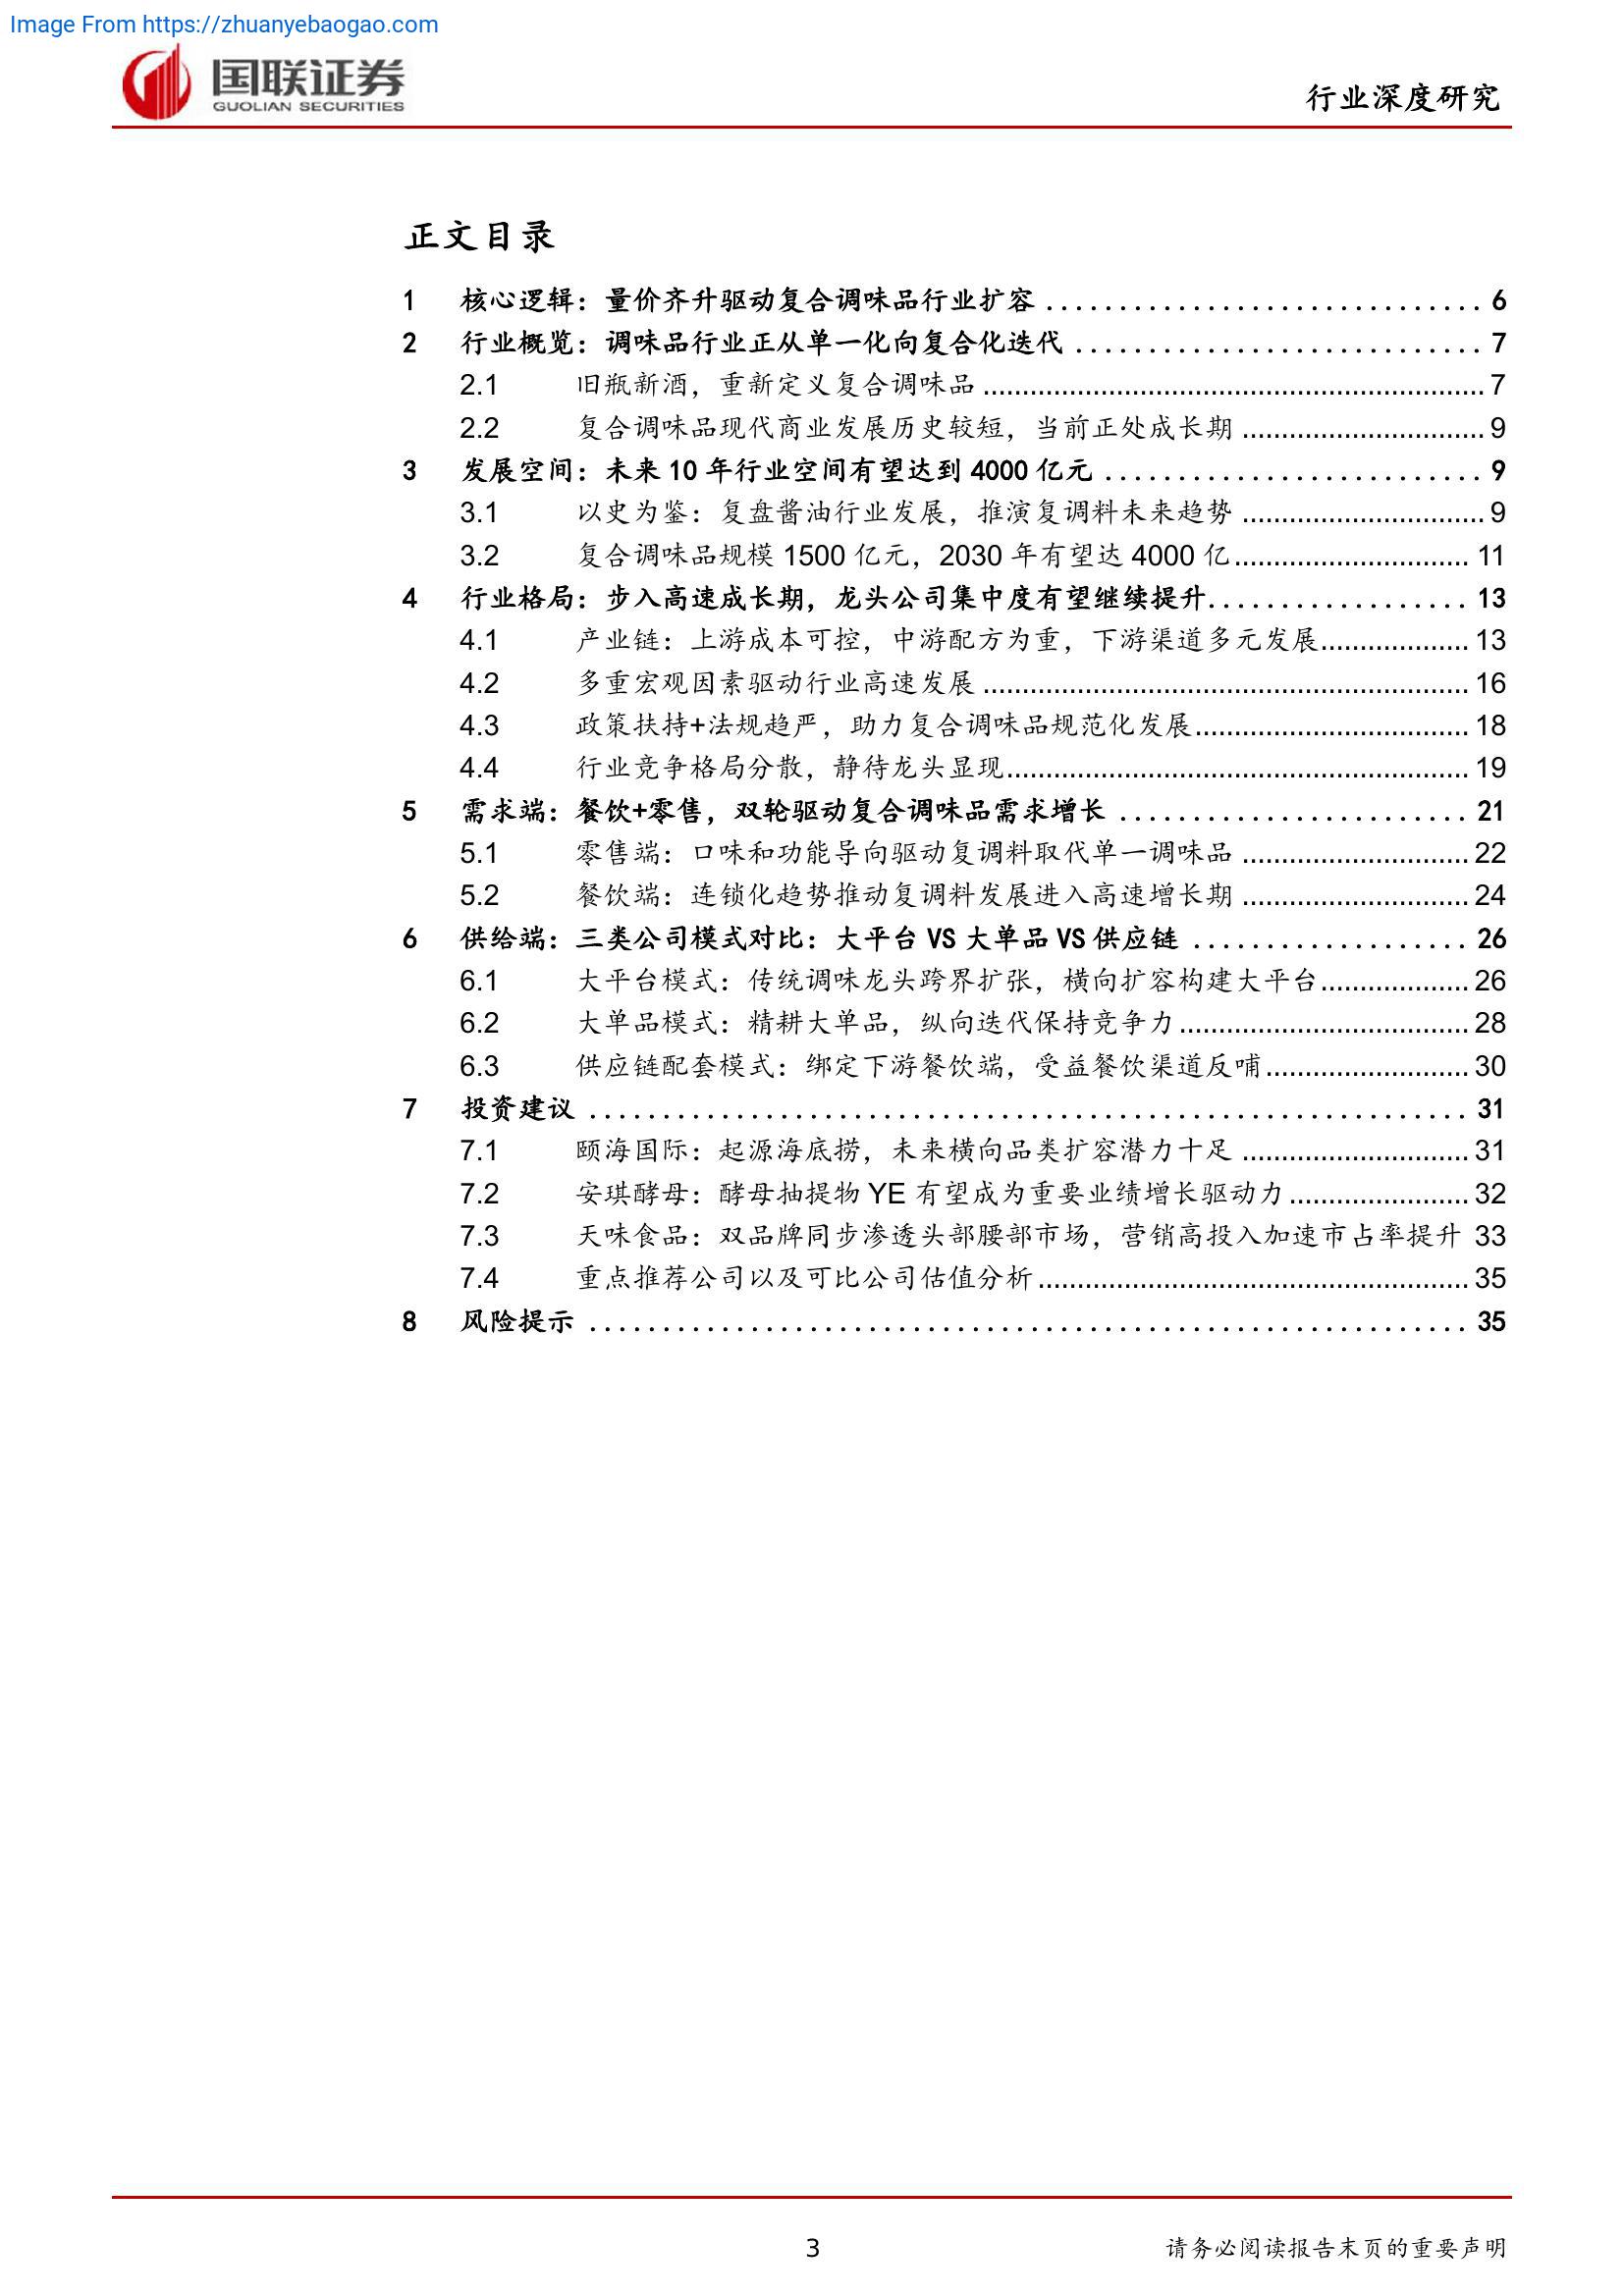 Image From https://zhuanyebaogao.com
国联证券
GUOLIAN SECURITIES
行业深度研究
正文目录
1 核心逻辑：量价齐升驱动复合调味品行业扩容 .............................. 6
2 行业概览：调味品行业正从单一化向复合化迭代 ............................ 7
2.1 旧瓶新酒，重新定义复合调味品 ................................................................ 7
2.2 复合调味品现代商业发展历史较短，当前正处成长期 ............................... 9
3 发展空间：未来 10 年行业空间有望达到 4000 亿元 .......................... 9
3.1 以史为鉴：复盘酱油行业发展，推演复调料未来趋势 ............................... 9
3.2 复合调味品规模 1500 亿元，2030 年有望达 4000 亿.............................. 11
4 行业格局：步入高速成长期，龙头公司集中度有望继续提升.................. 13
4.1 产业链：上游成本可控，中游配方为重，下游渠道多元发展................... 13
4.2 多重宏观因素驱动行业高速发展 .............................................................. 16
4.3 政策扶持+法规趋严，助力复合调味品规范化发展................................... 18
4.4 行业竞争格局分散，静待龙头显现........................................................... 19
5 需求端：餐饮+零售，双轮驱动复合调味品需求增长 ........................ 21
5.1 零售端：口味和功能导向驱动复调料取代单一调味品 ............................. 22
5.2 餐饮端：连锁化趋势推动复调料发展进入高速增长期 ............................. 24
6 供给端：三类公司模式对比：大平台 VS 大单品 VS 供应链 ................... 26
6.1 大平台模式：传统调味龙头跨界扩张，横向扩容构建大平台................... 26
6.2 大单品模式：精耕大单品，纵向迭代保持竞争力..................................... 28
6.3 供应链配套模式：绑定下游餐饮端，受益餐饮渠道反哺.......................... 30
7 投资建议 ............................................................ 31
7.1 颐海国际：起源海底捞，未来横向品类扩容潜力十足 ............................. 31
7.2 安琪酵母：酵母抽提物 YE 有望成为重要业绩增长驱动力....................... 32
7.3 天味食品：双品牌同步渗透头部腰部市场，营销高投入加速市占率提升 33
7.4 重点推荐公司以及可比公司估值分析....................................................... 35
8 风险提示 ............................................................ 35
3
请务必阅读报告末页的重要声明